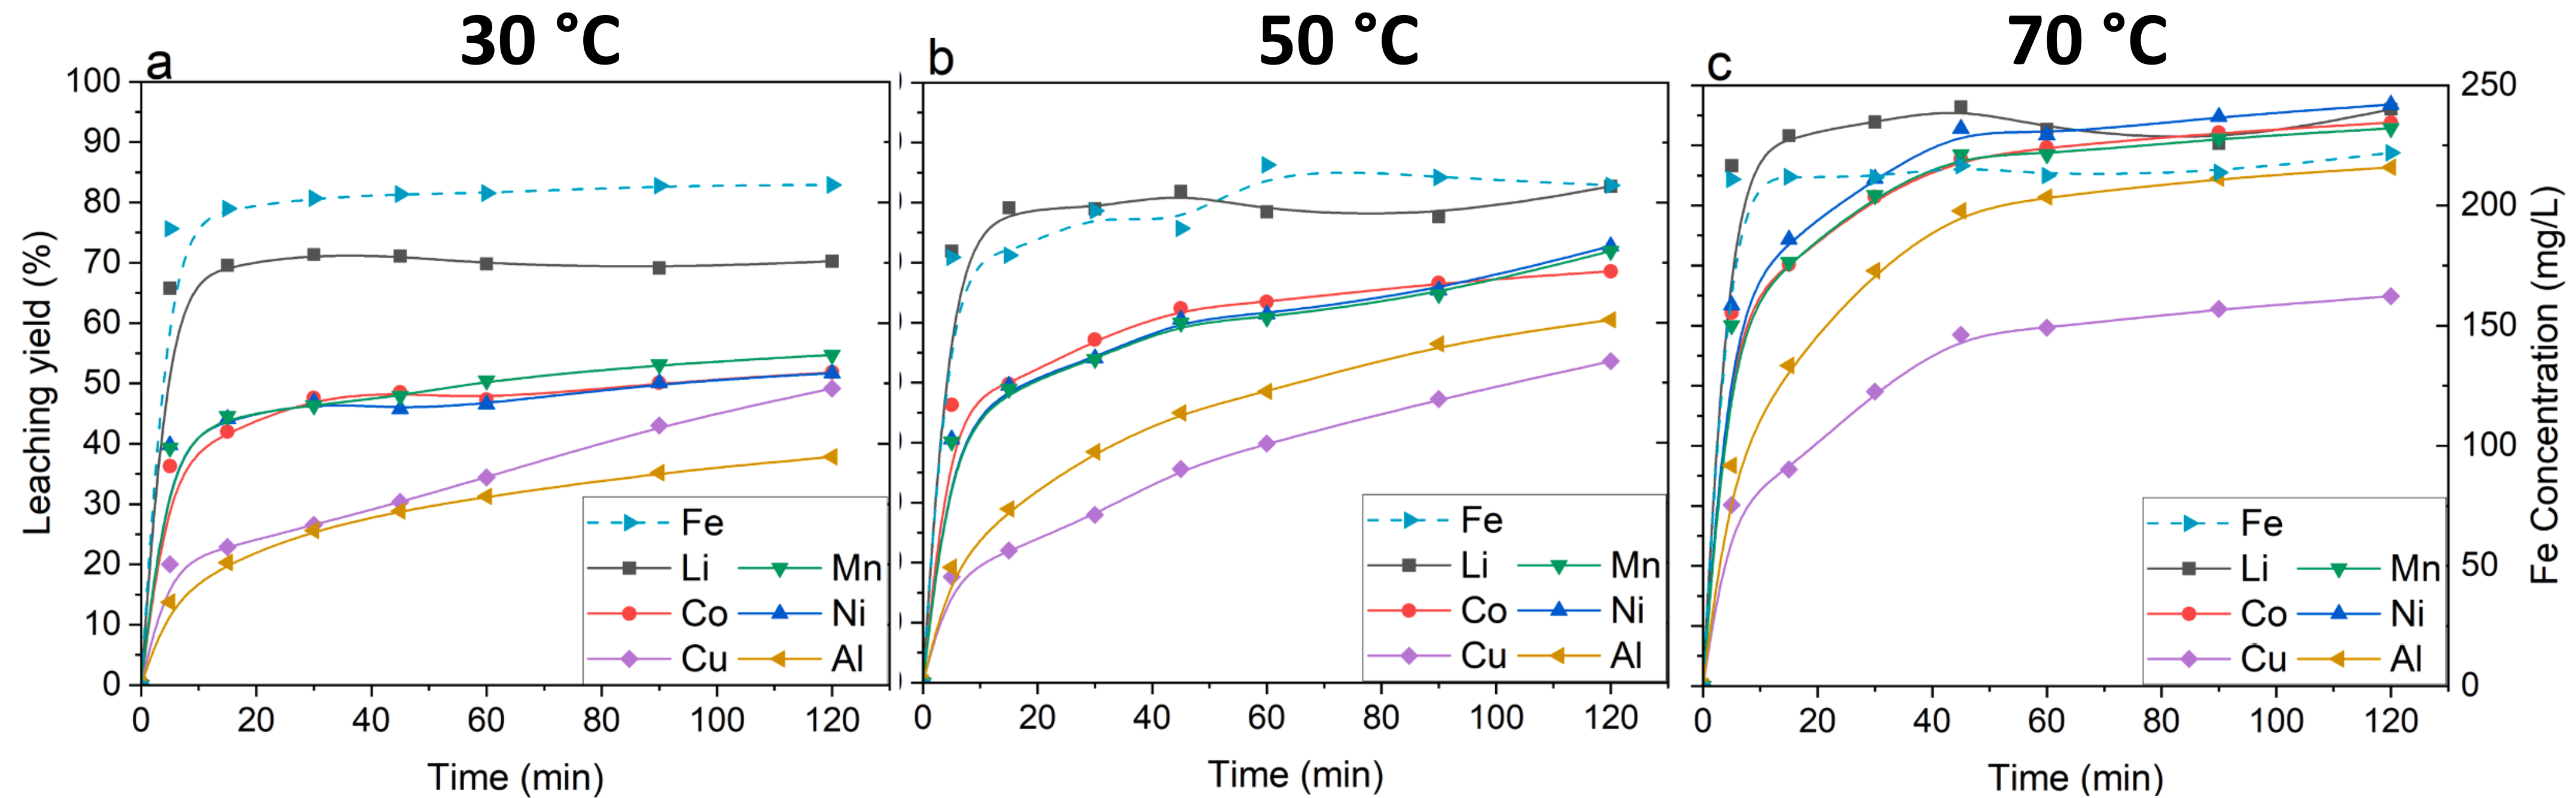 30 °C
50 °C
70 °C
a
b
c
Leaching yield (%)
100
90
80
70
60
50
40
30
20
10
0
0 20 40 60 80 100 120
Time (min)
Fe
Li Mn
Co Ni
Cu Al
0 20 40 60 80 100 120
Time (min)
Fe
Li Mn
Co Ni
Cu Al
0 20 40 60 80 100 120
Time (min)
Fe
Li Mn
Co Ni
Cu Al
250
200
150
100
50
0
Fe Concentration (mg/L)